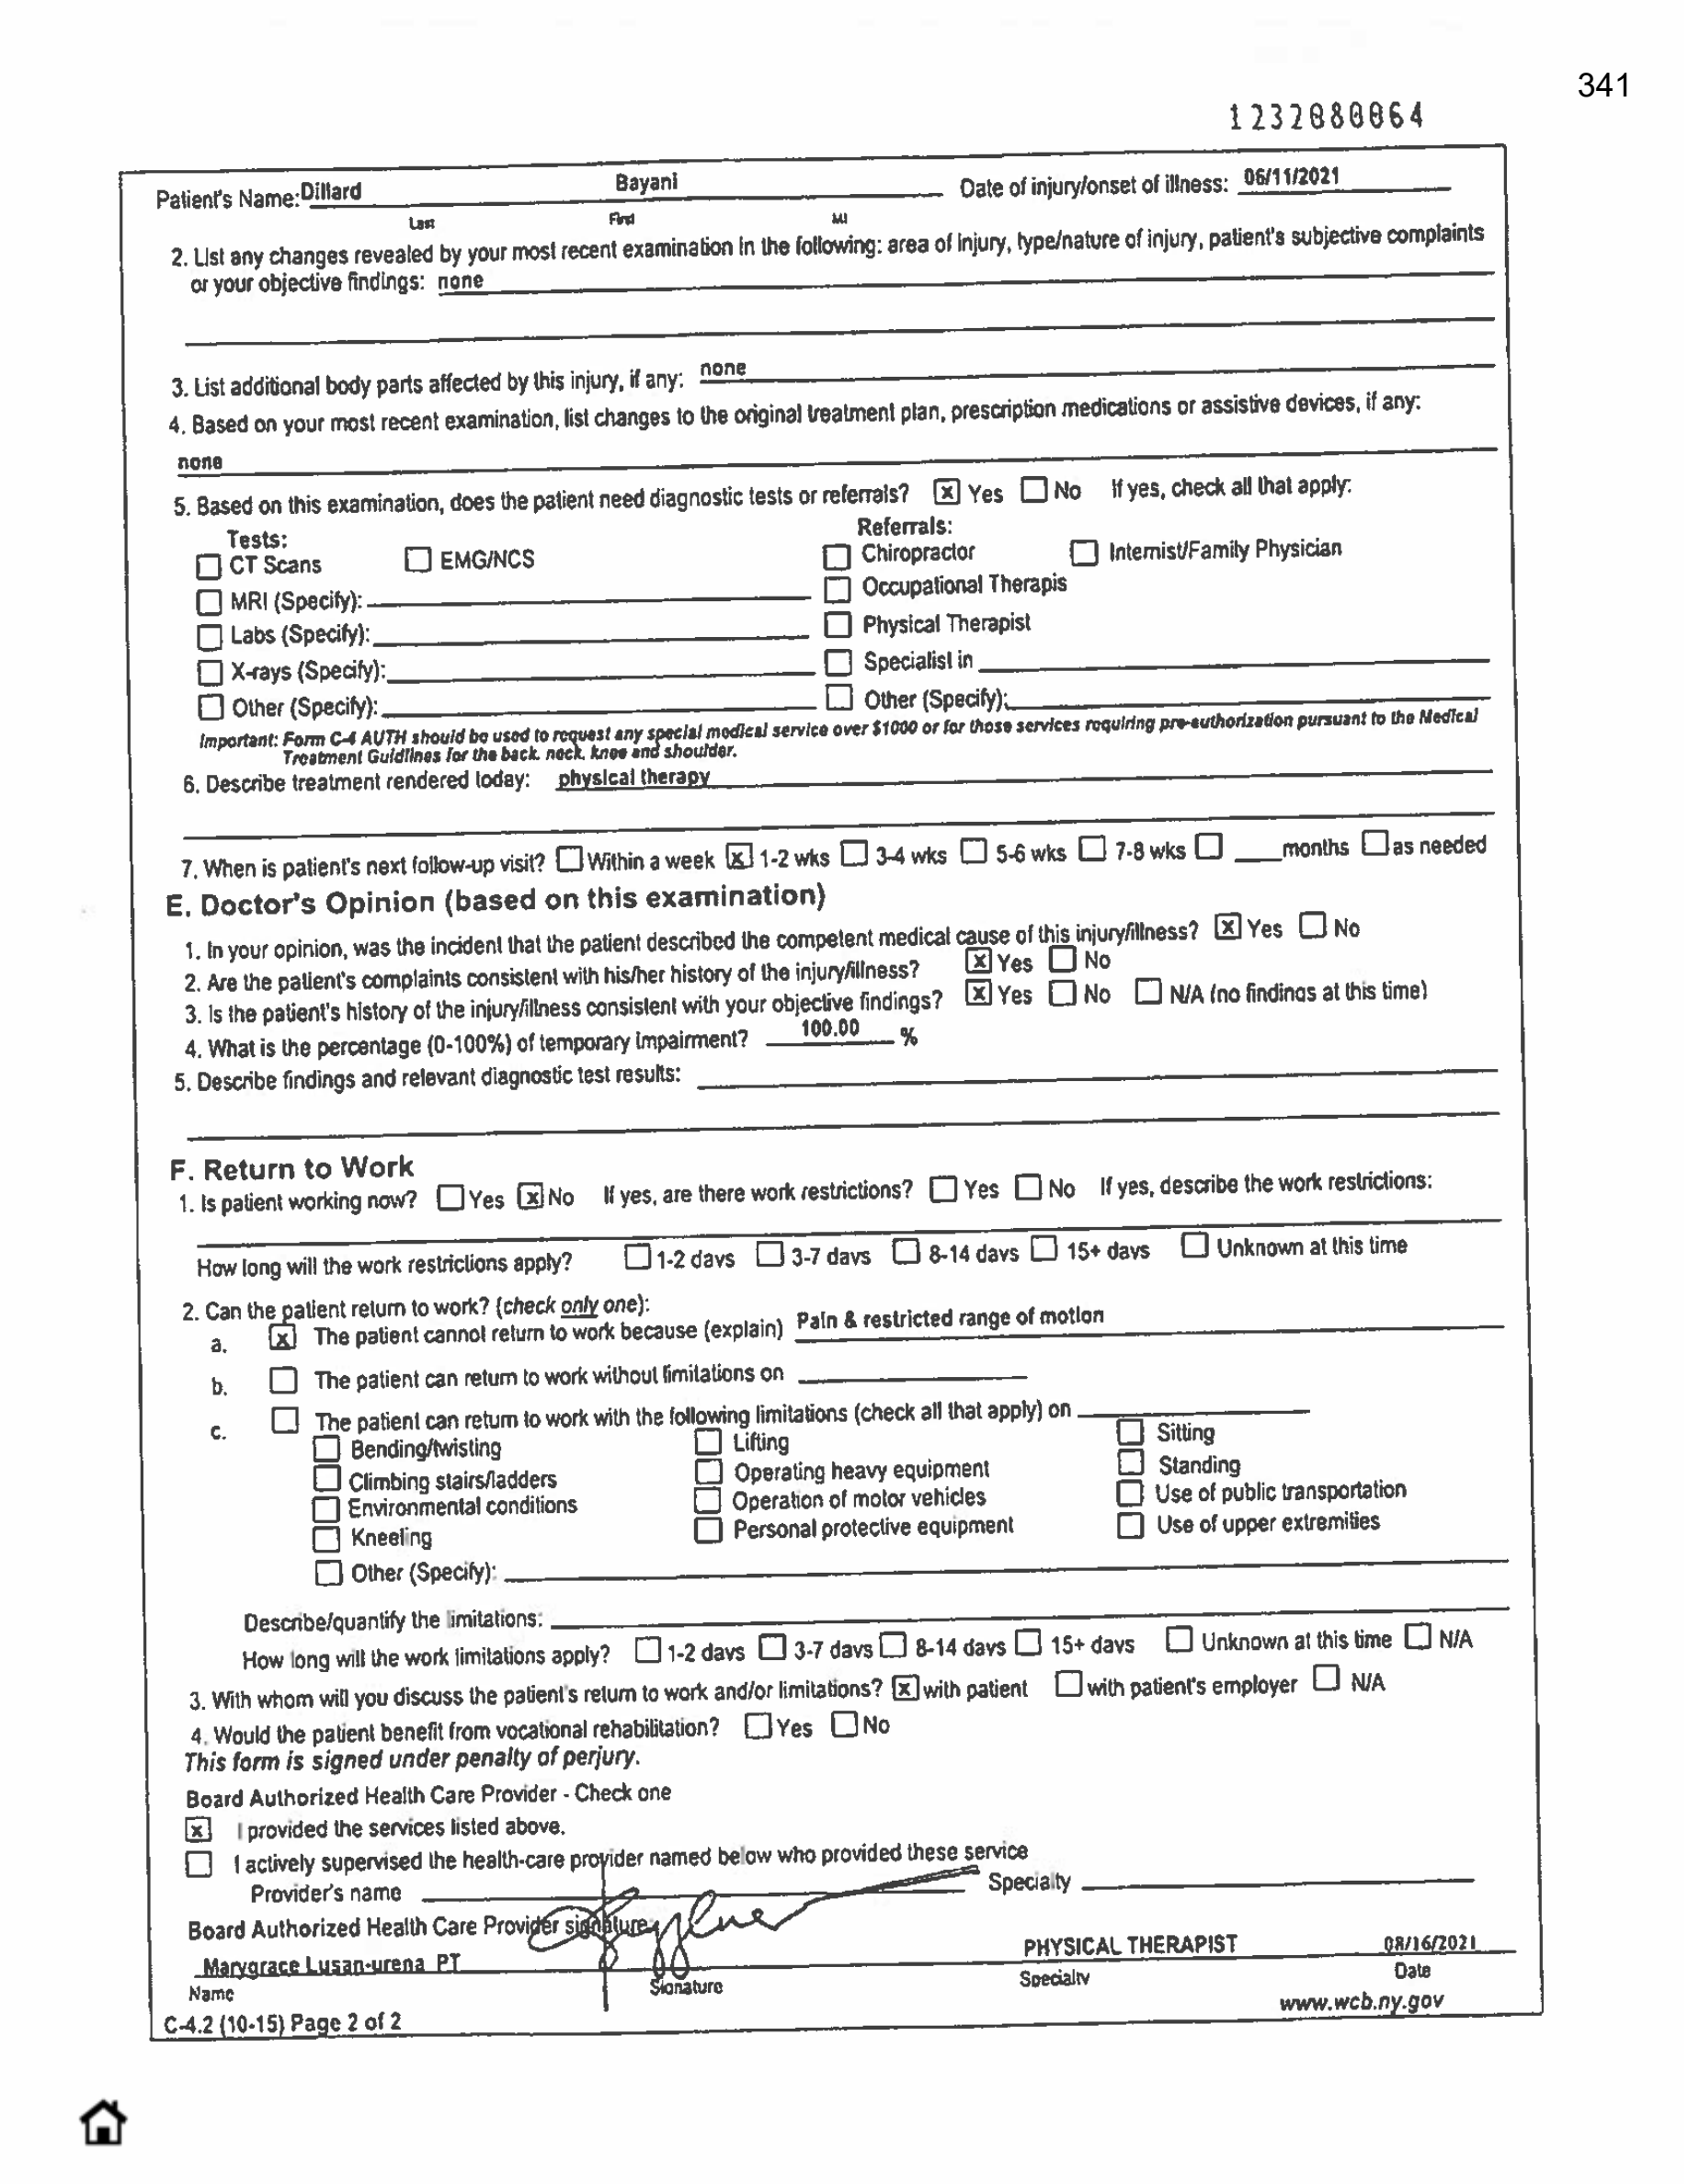 341
1232080064
Patient's Name: Dillard Bayani Date of injury/onset of illness: 06/11/2021
Last First MI
2. List any changes revealed by your most recent examination in the following: area of injury, type/nature of injury, patient's subjective complaints
or your objective findings: none
3. List additional body parts affected by this injury, if any: none
4. Based on your most recent examination, list changes to the original treatment plan, prescription medications or assistive devices, if any:
none
5. Based on this examination, does the patient need diagnostic tests or referrals? [x] Yes [ ] No If yes, check all that apply:
Tests: Referrals:
[ ] CT Scans [ ] EMG/NCS [ ] Chiropractor [ ] Internist/Family Physician
[ ] MRI (Specify): [ ] Occupational Therapis
[ ] Labs (Specify): [ ] Physical Therapist
[ ] X-rays (Specify): [ ] Specialist in
[ ] Other (Specify): [ ] Other (Specify):
Important: Form C-4 AUTH should be used to request any special medical service over $1000 or for those services requiring pre-authorization pursuant to the Medical
Treatment Guidlines for the back. neck. knee and shoulder.
6. Describe treatment rendered today: physical therapy
7. When is patient's next follow-up visit? [ ] Within a week [x] 1-2 wks [ ] 3-4 wks [ ] 5-6 wks [ ] 7-8 wks [ ] ___months [ ] as needed
E. Doctor's Opinion (based on this examination)
1. In your opinion, was the incident that the patient described the competent medical cause of this injury/illness? [x] Yes [ ] No
2. Are the patient's complaints consistent with his/her history of the injury/illness? [x] Yes [ ] No
3. Is the patient's history of the injury/illness consistent with your objective findings? [x] Yes [ ] No [ ] N/A (no findings at this time)
4. What is the percentage (0-100%) of temporary impairment? 100.00 %
5. Describe findings and relevant diagnostic test results:
F. Return to Work
1. Is patient working now? [ ] Yes [x] No If yes, are there work restrictions? [ ] Yes [ ] No If yes, describe the work restrictions:
How long will the work restrictions apply? [ ] 1-2 days [ ] 3-7 days [ ] 8-14 days [ ] 15+ days [ ] Unknown at this time
2. Can the patient return to work? (check only one):
a. [x] The patient cannot return to work because (explain) Pain & restricted range of motion
b. [ ] The patient can return to work without limitations on
c. [ ] The patient can return to work with the following limitations (check all that apply) on
[ ] Bending/twisting [ ] Lifting [ ] Sitting
[ ] Climbing stairs/ladders [ ] Operating heavy equipment [ ] Standing
[ ] Environmental conditions [ ] Operation of motor vehicles [ ] Use of public transportation
[ ] Kneeling [ ] Personal protective equipment [ ] Use of upper extremities
[ ] Other (Specify):
Describe/quantify the limitations:
How long will the work limitations apply? [ ] 1-2 days [ ] 3-7 days [ ] 8-14 days [ ] 15+ days [ ] Unknown at this time [ ] N/A
3. With whom will you discuss the patient's return to work and/or limitations? [x] with patient [ ] with patient's employer [ ] N/A
4. Would the patient benefit from vocational rehabilitation? [ ] Yes [ ] No
This form is signed under penalty of perjury.
Board Authorized Health Care Provider - Check one
[x] I provided the services listed above.
[ ] I actively supervised the health-care provider named below who provided these service
Provider's name Specialty
Board Authorized Health Care Provider signature:
Marygrace Lusan-urena PT PHYSICAL THERAPIST 08/16/2021
Name Signature Specialty Date
C-4.2 (10-15) Page 2 of 2 www.wcb.ny.gov